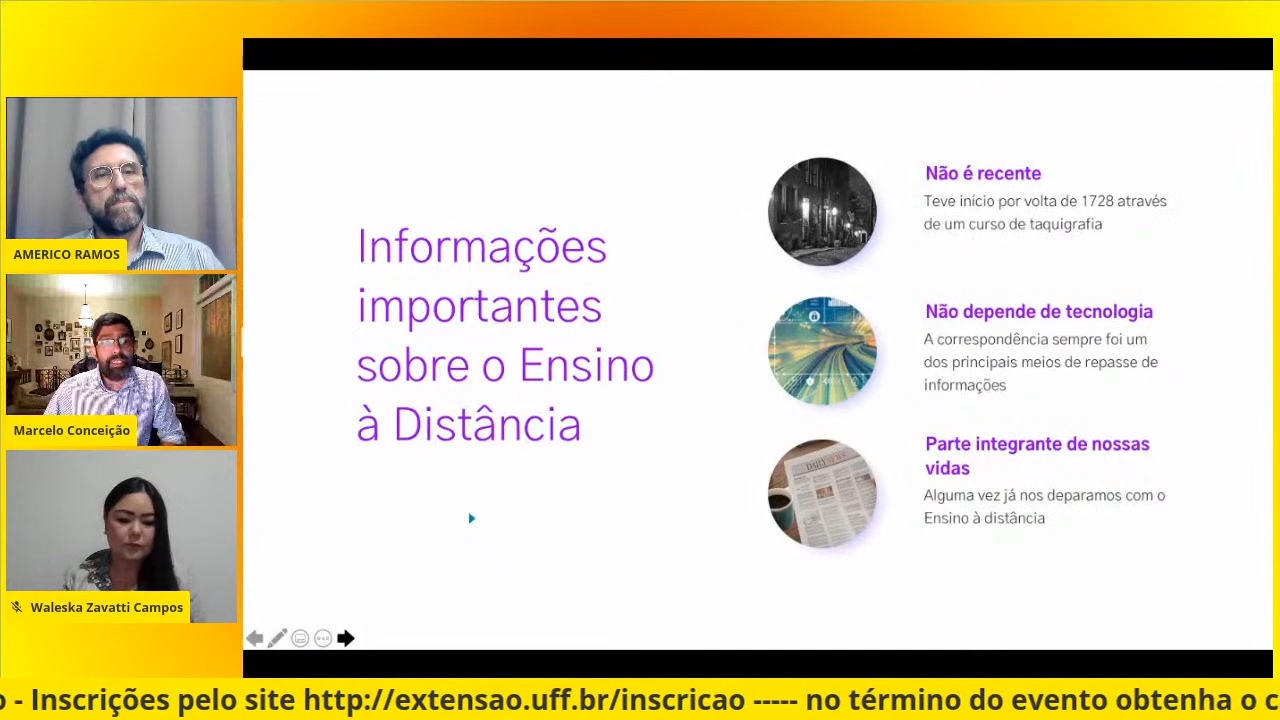 AMERICO RAMOS
Marcelo Conceição
Waleska Zavatti Campos
Informações
importantes
sobre o Ensino
à Distância
Não é recente
Teve início por volta de 1728 através
de um curso de taquigrafia
Não depende de tecnologia
A correspondência sempre foi um
dos principais meios de repasse de
informações
DAILY NEWS
Parte integrante de nossas
vidas
Alguma vez já nos deparamos com o
Ensino à distância
o - Inscrições pelo site http://extensao.uff.br/inscricao ----- no término do evento obtenha o c